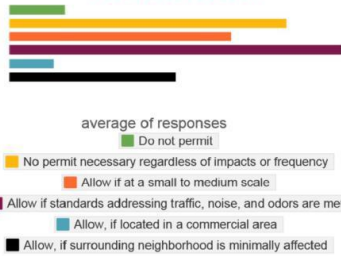 average of responses
Do not permit
No permit necessary regardless of impacts or frequency
Allow if at a small to medium scale
Allow if standards addressing traffic, noise, and odors are
Allow, if located in a commercial area
Allow, if surrounding neighborhood is minimally affected